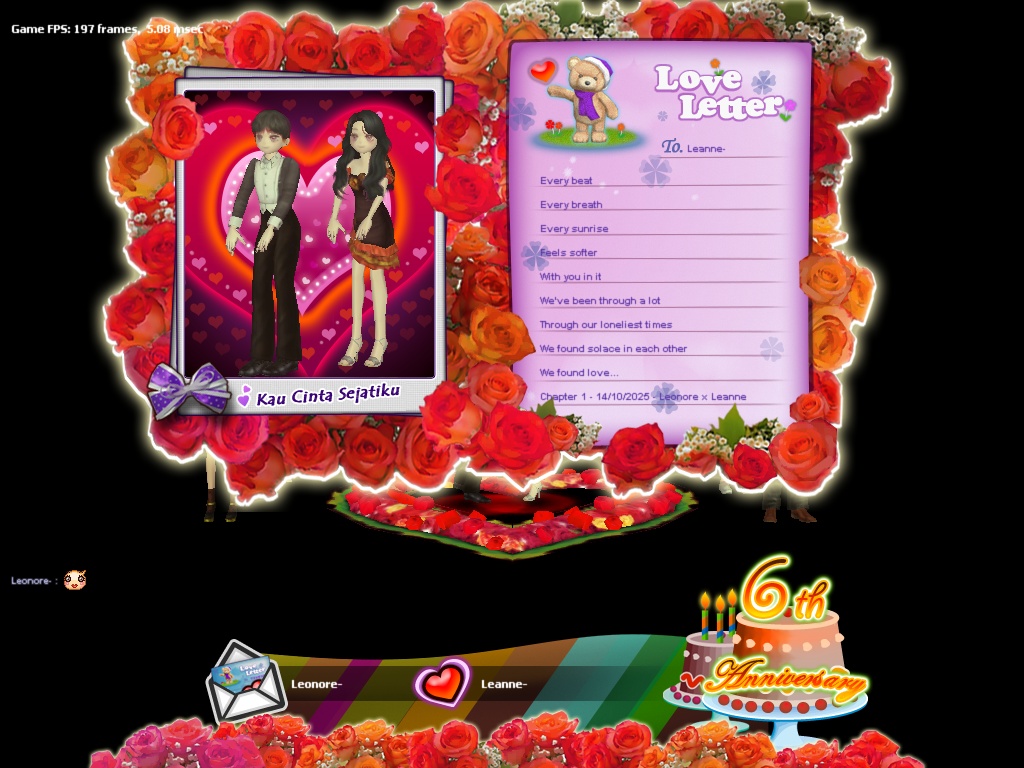 Game FPS: 197 frames, 5.08 msec
Love
Letter
To. Leanne-
Every beat
Every breath
Every sunrise
Feels softer
With you in it
We've been through a lot
Through our loneliest times
We found solace in each other
We found love...
Chapter 1 - 14/10/2025 - Leonore x Leanne
Kau Cinta Sejatiku
Leonore- :
6th
Anniversary
Love
Letter
Leonore-
Leanne-